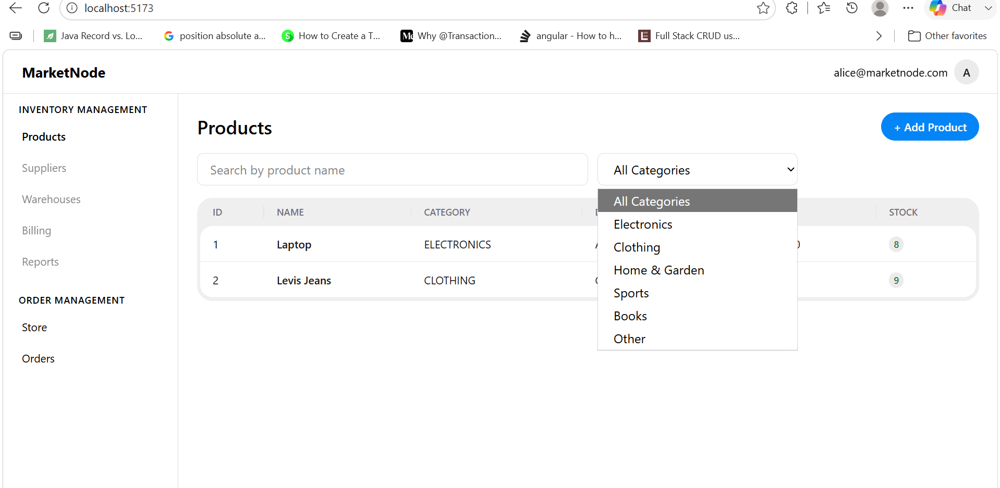 localhost:5173
Chat
Java Record vs. Lo...
position absolute a...
How to Create a T...
Why @Transaction...
angular - How to h...
Full Stack CRUD us...
Other favorites
MarketNode
alice@marketnode.com A
INVENTORY MANAGEMENT
Products
Suppliers
Warehouses
Billing
Reports
ORDER MANAGEMENT
Store
Orders
Products
+ Add Product
Search by product name
All Categories
All Categories
Electronics
Clothing
Home & Garden
Sports
Books
Other
ID NAME CATEGORY STOCK
1 Laptop ELECTRONICS 8
2 Levis Jeans CLOTHING 9